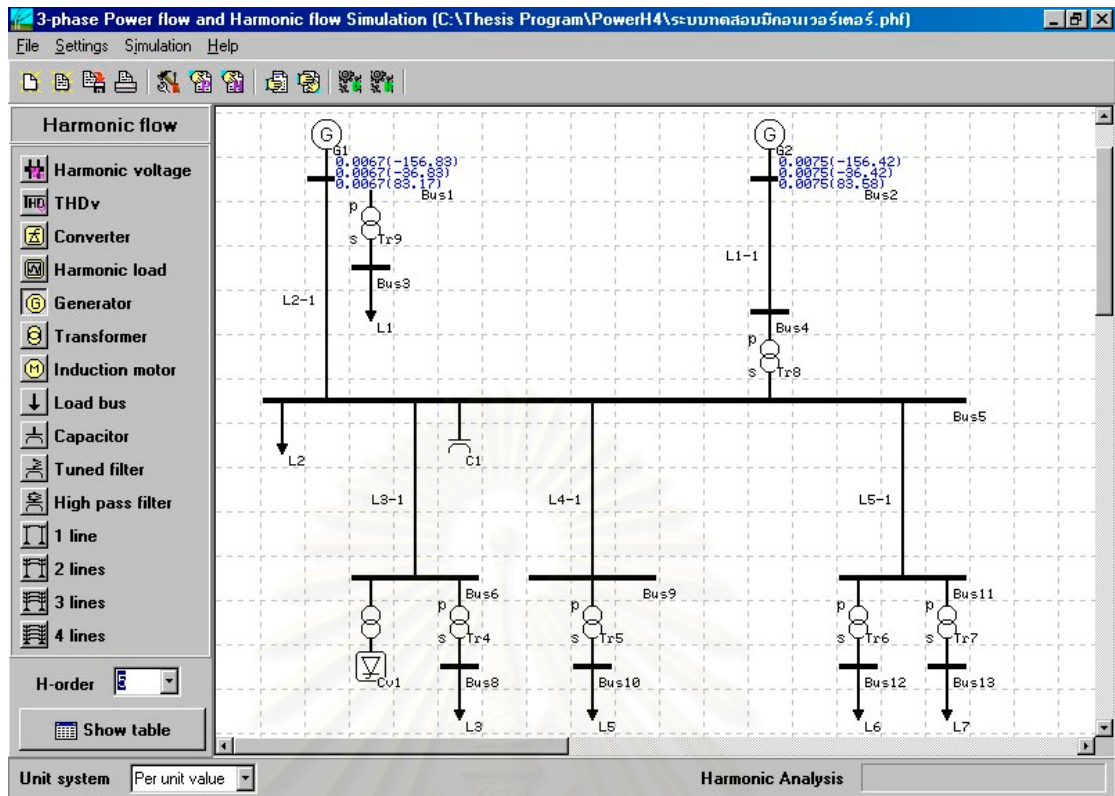 3-phase Power flow and Harmonic flow Simulation (C:\Thesis Program\PowerH4\ระบบทดสอบมีคอนเวอร์เตอร์.phf)
File Settings Simulation Help
Harmonic flow
Harmonic voltage
THD THDv
Converter
Harmonic load
G Generator
Transformer
M Induction motor
Load bus
Capacitor
Tuned filter
High pass filter
1 line
2 lines
3 lines
4 lines
H-order 5
Show table
G
G1
0.0067(-156.83)
0.0067(-36.83)
0.0067(83.17)
Bus1
p
s Tr9
Bus3
L1
L2-1
G
G2
0.0075(-156.42)
0.0075(-36.42)
0.0075(83.58)
Bus2
L1-1
Bus4
p
s Tr8
Bus5
L2
C1
L3-1
L4-1
L5-1
Bus6
Bus9
Bus11
p
s Tr4
p
s Tr5
p
s Tr6
p
s Tr7
Cv1
Bus8
Bus10
Bus12
Bus13
L3
L5
L6
L7
Unit system Per unit value
Harmonic Analysis